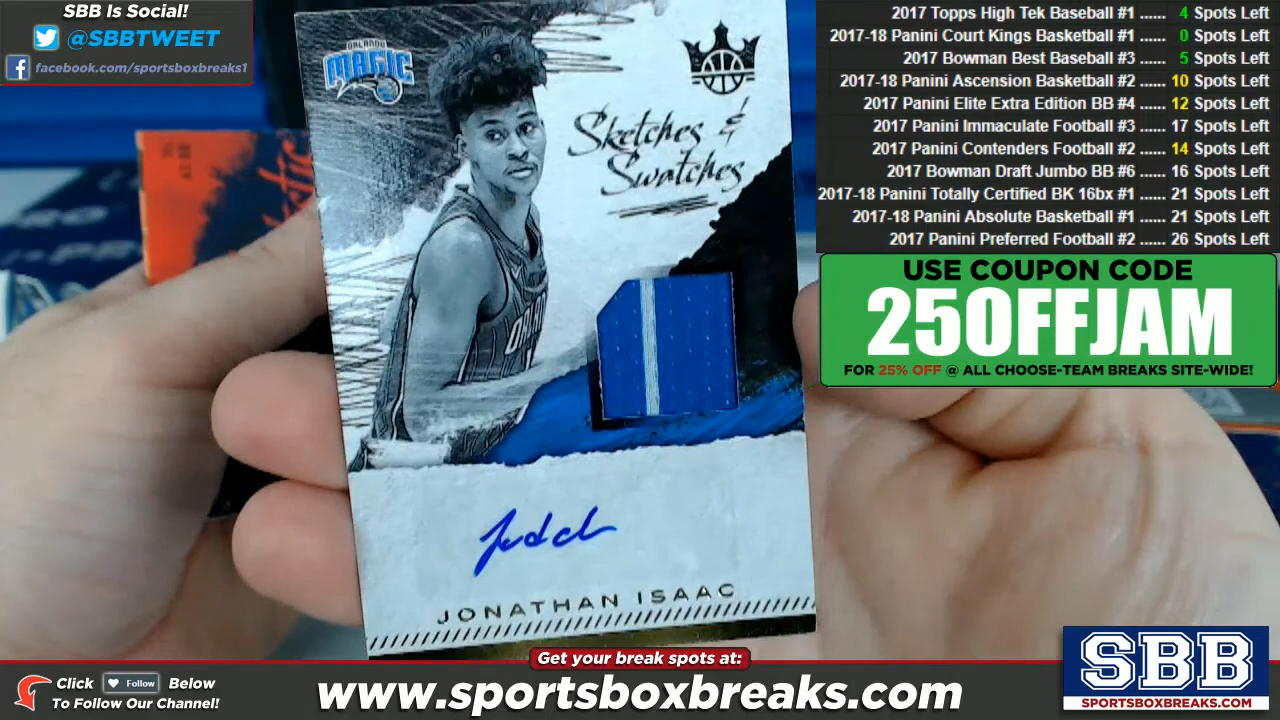 SBB Is Social!
@SBBTWEET
facebook.com/sportsboxbreaks1
ORLANDO
MAGIC
Sketches &
Swatches
JONATHAN ISAAC
2017 Topps High Tek Baseball #1 ...... 4 Spots Left
2017-18 Panini Court Kings Basketball #1 ...... 0 Spots Left
2017 Bowman Best Baseball #3 ...... 5 Spots Left
2017-18 Panini Ascension Basketball #2 ...... 10 Spots Left
2017 Panini Elite Extra Edition BB #4 ...... 12 Spots Left
2017 Panini Immaculate Football #3 ...... 17 Spots Left
2017 Panini Contenders Football #2 ...... 14 Spots Left
2017 Bowman Draft Jumbo BB #6 ...... 16 Spots Left
2017-18 Panini Totally Certified BK 16bx #1 ...... 21 Spots Left
2017-18 Panini Absolute Basketball #1 ...... 21 Spots Left
2017 Panini Preferred Football #2 ...... 26 Spots Left
USE COUPON CODE
25OFFJAM
FOR 25% OFF @ ALL CHOOSE-TEAM BREAKS SITE-WIDE!
Get your break spots at:
Click Follow Below
To Follow Our Channel!
www.sportsboxbreaks.com
SBB
SPORTSBOXBREAKS.COM